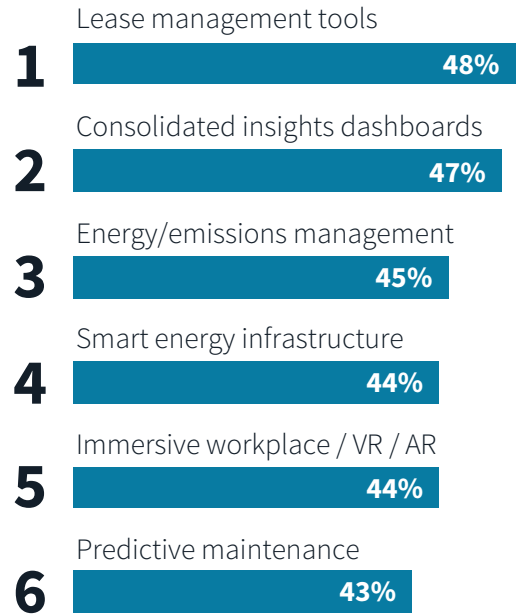 Lease management tools
1
48%
Consolidated insights dashboards
2
47%
Energy/emissions management
3
45%
Smart energy infrastructure
4
44%
Immersive workplace / VR / AR
5
44%
Predictive maintenance
6
43%